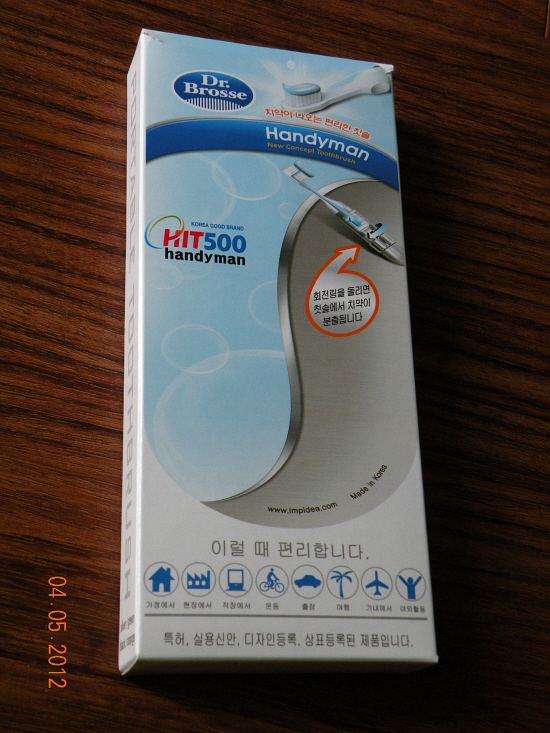 Dr.
Brosse
치약이 나오는 편리한 칫솔
Handyman
New Concept Toothbrush
KOREA GOOD BRAND
HIT500
handyman
회전링을 돌리면
칫솔에서 치약이
분출됩니다
Made in Korea
www.impidea.com
이럴 때 편리합니다.
가정에서 현장에서 직장에서 운동 출장 여행 기내에서 야외활동
특허, 실용신안, 디자인등록, 상표등록된 제품입니다.
PORTABLE TOOTHBRUSH
04.05.2012